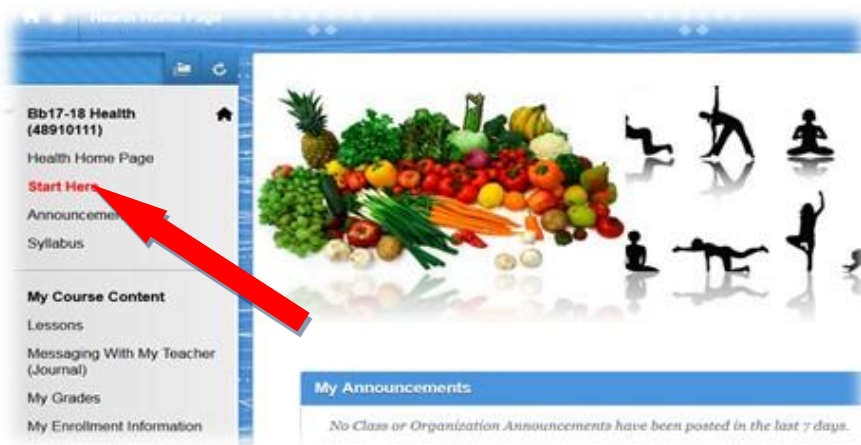 Health Home Page
Bb17-18 Health
(48910111)
Health Home Page
Start Here
Announcement
Syllabus
My Course Content
Lessons
Messaging With My Teacher
(Journal)
My Grades
My Enrollment Information
My Announcements
No Class or Organization Announcements have been posted in the last 7 days.